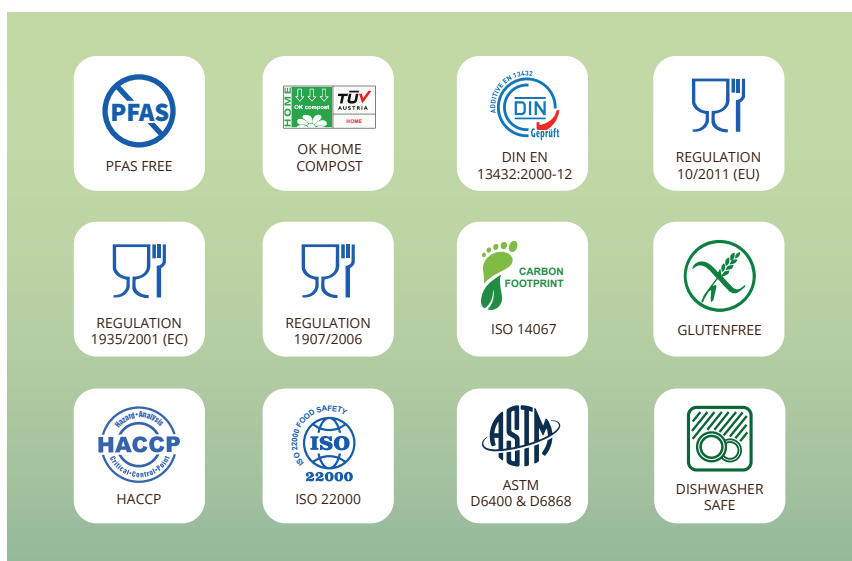 PFAS
PFAS FREE
HOME
OK compost
TÜV
AUSTRIA
HOME
OK HOME
COMPOST
ADDITIVE EN 13432
DIN
Geprüft
DIN EN
13432:2000-12
REGULATION
10/2011 (EU)
REGULATION
1935/2001 (EC)
REGULATION
1907/2006
CARBON
FOOTPRINT
ISO 14067
GLUTENFREE
Hazard•Analysis
HACCP
Critical•Control•Point
HACCP
ISO 22000 FOOD SAFETY
ISO
22000
ISO 22000
ASTM
ASTM
D6400 & D6868
DISHWASHER
SAFE